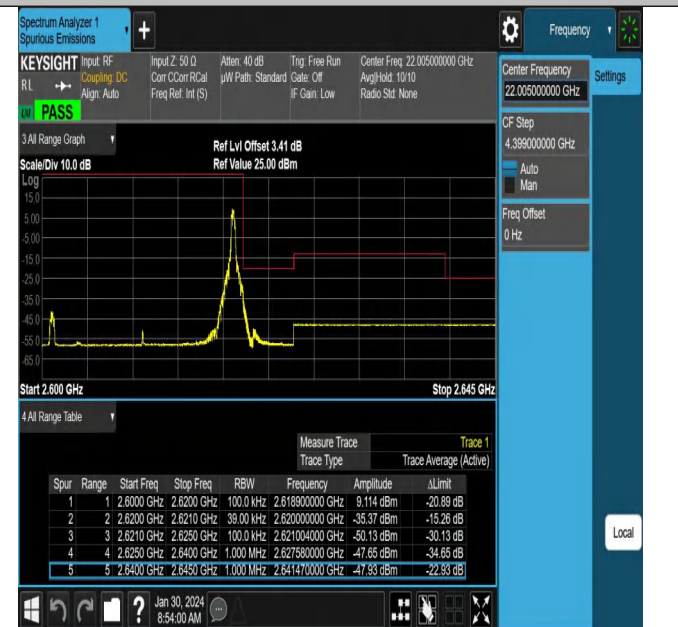 Spectrum Analyzer 1
Spurious Emissions
Frequency
KEYSIGHT
RL
Input: RF
Coupling: DC
Align: Auto
Input Z: 50 Ω
Corr CCorr RCal
Freq Ref: Int (S)
Atten: 40 dB
µW Path: Standard
Trig: Free Run
Gate: Off
IF Gain: Low
Center Freq: 22.005000000 GHz
Avg|Hold: 10/10
Radio Std: None
PASS
Center Frequency
22.005000000 GHz
Settings
CF Step
4.399000000 GHz
Auto
Man
Freq Offset
0 Hz
3 All Range Graph
Scale/Div 10.0 dB
Ref Lvl Offset 3.41 dB
Ref Value 25.00 dBm
Log
15.0
5.00
-5.00
-15.0
-25.0
-35.0
-45.0
-55.0
-65.0
Start 2.600 GHz
Stop 2.645 GHz
4 All Range Table
Measure Trace Trace 1
Trace Type Trace Average (Active)
Spur Range Start Freq Stop Freq RBW Frequency Amplitude ΔLimit
1 1 2.6000 GHz 2.6200 GHz 100.0 kHz 2.618900000 GHz 9.114 dBm -20.89 dB
2 2 2.6200 GHz 2.6210 GHz 39.00 kHz 2.620000000 GHz -35.37 dBm -15.26 dB
3 3 2.6210 GHz 2.6250 GHz 100.0 kHz 2.621004000 GHz -50.13 dBm -30.13 dB
4 4 2.6250 GHz 2.6400 GHz 1.000 MHz 2.627580000 GHz -47.65 dBm -34.65 dB
5 5 2.6400 GHz 2.6450 GHz 1.000 MHz 2.641470000 GHz -47.93 dBm -22.93 dB
Local
Jan 30, 2024
8:54:00 AM